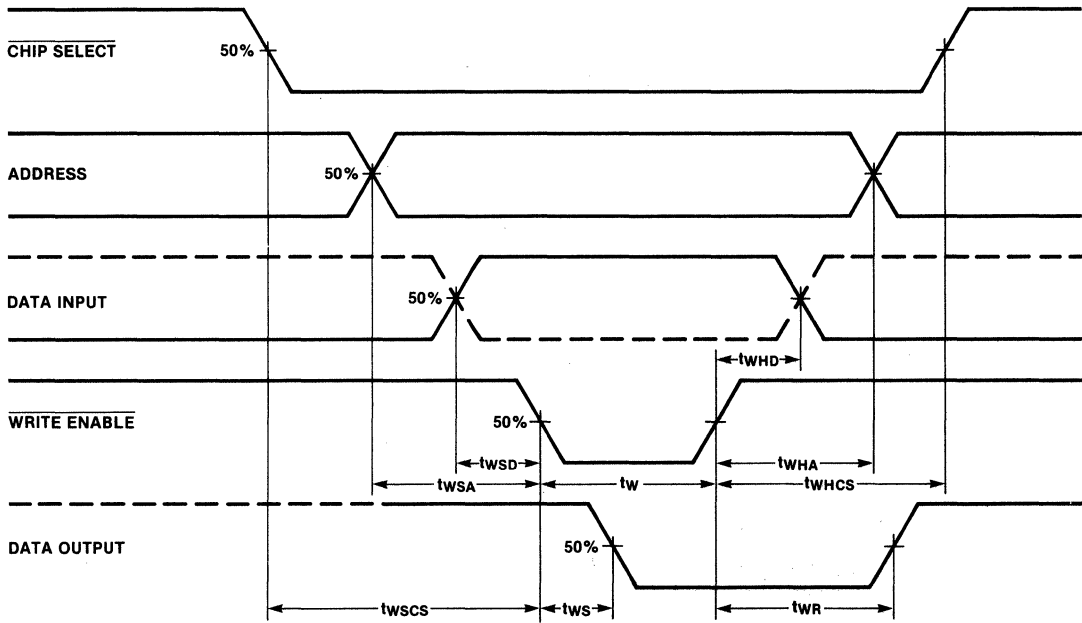 CHIP SELECT
50%
ADDRESS
50%
DATA INPUT
50%
tWHD
WRITE ENABLE
50%
tWSD
tWHA
tWSA
tW
tWHCS
DATA OUTPUT
50%
tWSCS
tWS
tWR